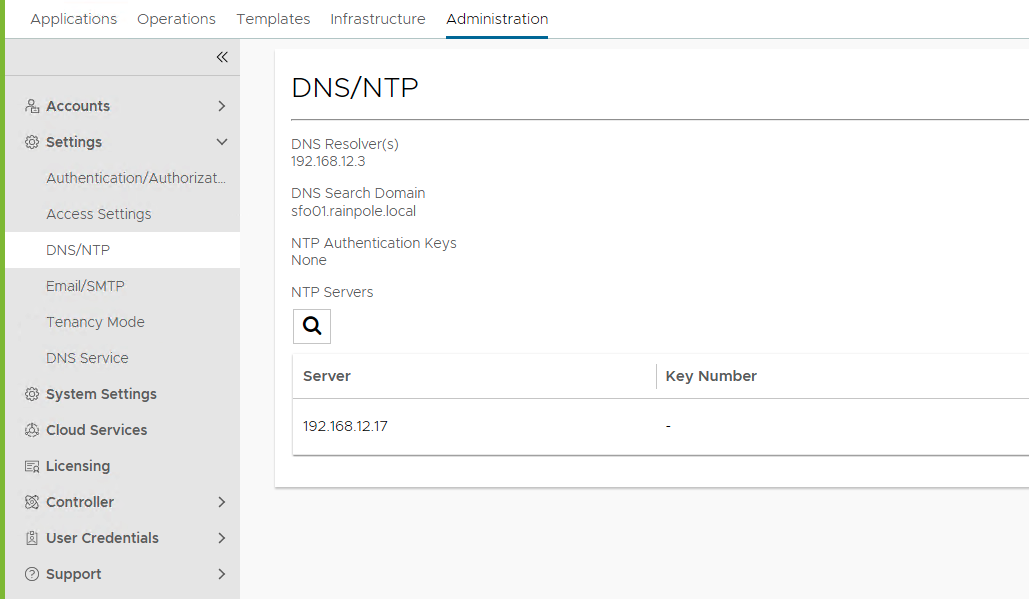 Applications Operations Templates Infrastructure Administration
Accounts
Settings
Authentication/Authorizat...
Access Settings
DNS/NTP
Email/SMTP
Tenancy Mode
DNS Service
System Settings
Cloud Services
Licensing
Controller
User Credentials
Support
DNS/NTP
DNS Resolver(s)
192.168.12.3
DNS Search Domain
sfo01.rainpole.local
NTP Authentication Keys
None
NTP Servers
Server Key Number
192.168.12.17 -